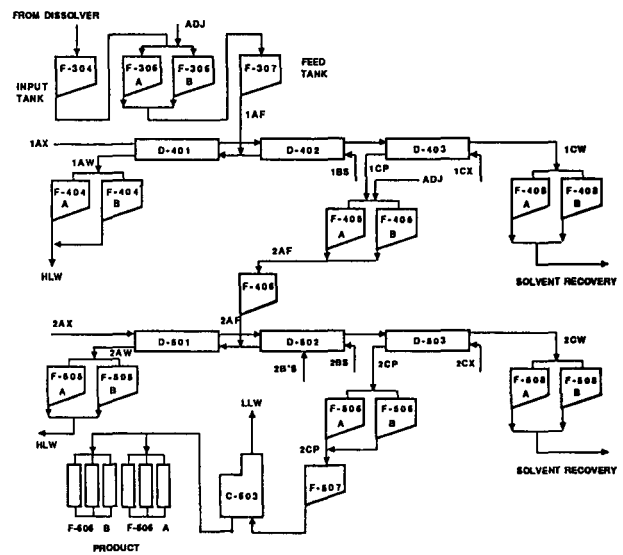 FROM DISSOLVER
ADJ
F-304
F-305
A
F-305
B
F-307
INPUT
TANK
FEED
TANK
1AF
1AX
D-401
D-402
D-403
1CW
1AW
1BS
1CP
1CX
ADJ
F-404
A
F-404
B
F-405
A
F-405
B
F-408
A
F-408
B
HLW
2AF
SOLVENT RECOVERY
F-406
2AX
2AF
D-501
D-502
D-503
2CW
2AW
2B"S
2BS
2CP
2CX
F-505
A
F-505
B
F-508
A
F-508
B
LLW
F-506
A
F-506
B
HLW
2CP
SOLVENT RECOVERY
C-503
F-507
F-506 B
F-506 A
PRODUCT